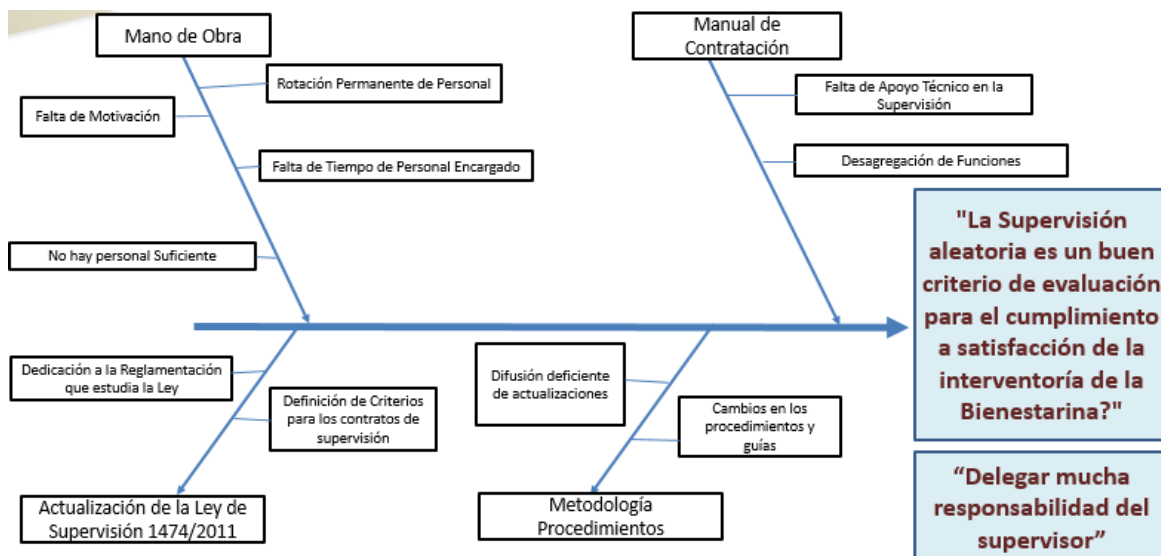 Mano de Obra
Manual de
Contratación
Rotación Permanente de Personal
Falta de Motivación
Falta de Tiempo de Personal Encargado
No hay personal Suficiente
Falta de Apoyo Técnico en la
Supervisión
Desagregación de Funciones
"La Supervisión
aleatoria es un buen
criterio de evaluación
para el cumplimiento
a satisfacción de la
interventoría de la
Bienestarina?"
Dedicación a la Reglamentación
que estudia la Ley
Definición de Criterios
para los contratos de
supervisión
Actualización de la Ley de
Supervisión 1474/2011
Difusión deficiente
de actualizaciones
Cambios en los
procedimientos y
guías
Metodología
Procedimientos
“Delegar mucha
responsabilidad del
supervisor”